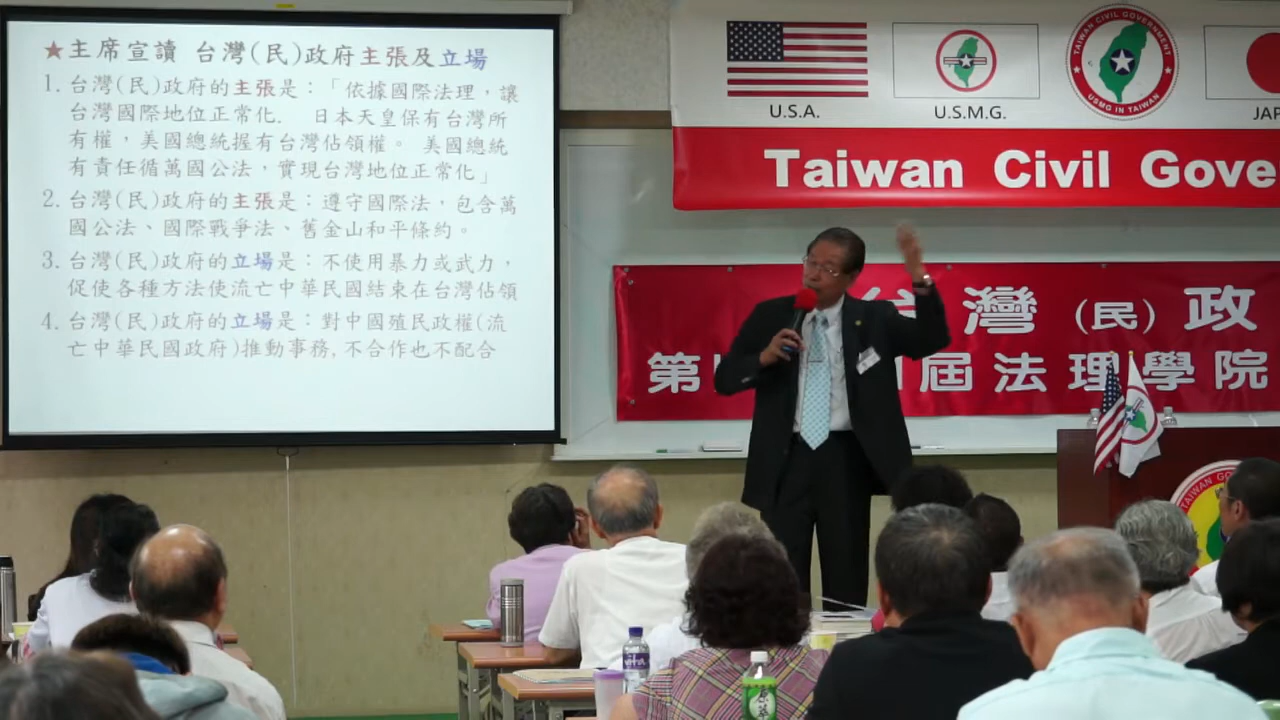 ★主席宣讀 台灣(民)政府主張及立場
1. 台灣(民)政府的主張是：「依據國際法理，讓
台灣國際地位正常化. 日本天皇保有台灣所
有權，美國總統握有台灣佔領權。 美國總統
有責任循萬國公法，實現台灣地位正常化」
2. 台灣(民)政府的主張是：遵守國際法，包含萬
國公法、國際戰爭法、舊金山和平條約。
3. 台灣(民)政府的立場是：不使用暴力或武力，
促使各種方法使流亡中華民國結束在台灣佔領
4. 台灣(民)政府的立場是：對中國殖民政權(流
亡中華民國政府)推動事務,不合作也不配合
U.S.A.
U.S.M.G.
TAIWAN CIVIL GOVERNMENT
USMG IN TAIWAN
JAP
Taiwan Civil Gove
台灣(民)政
第
屆法理學院
TAIWAN GO